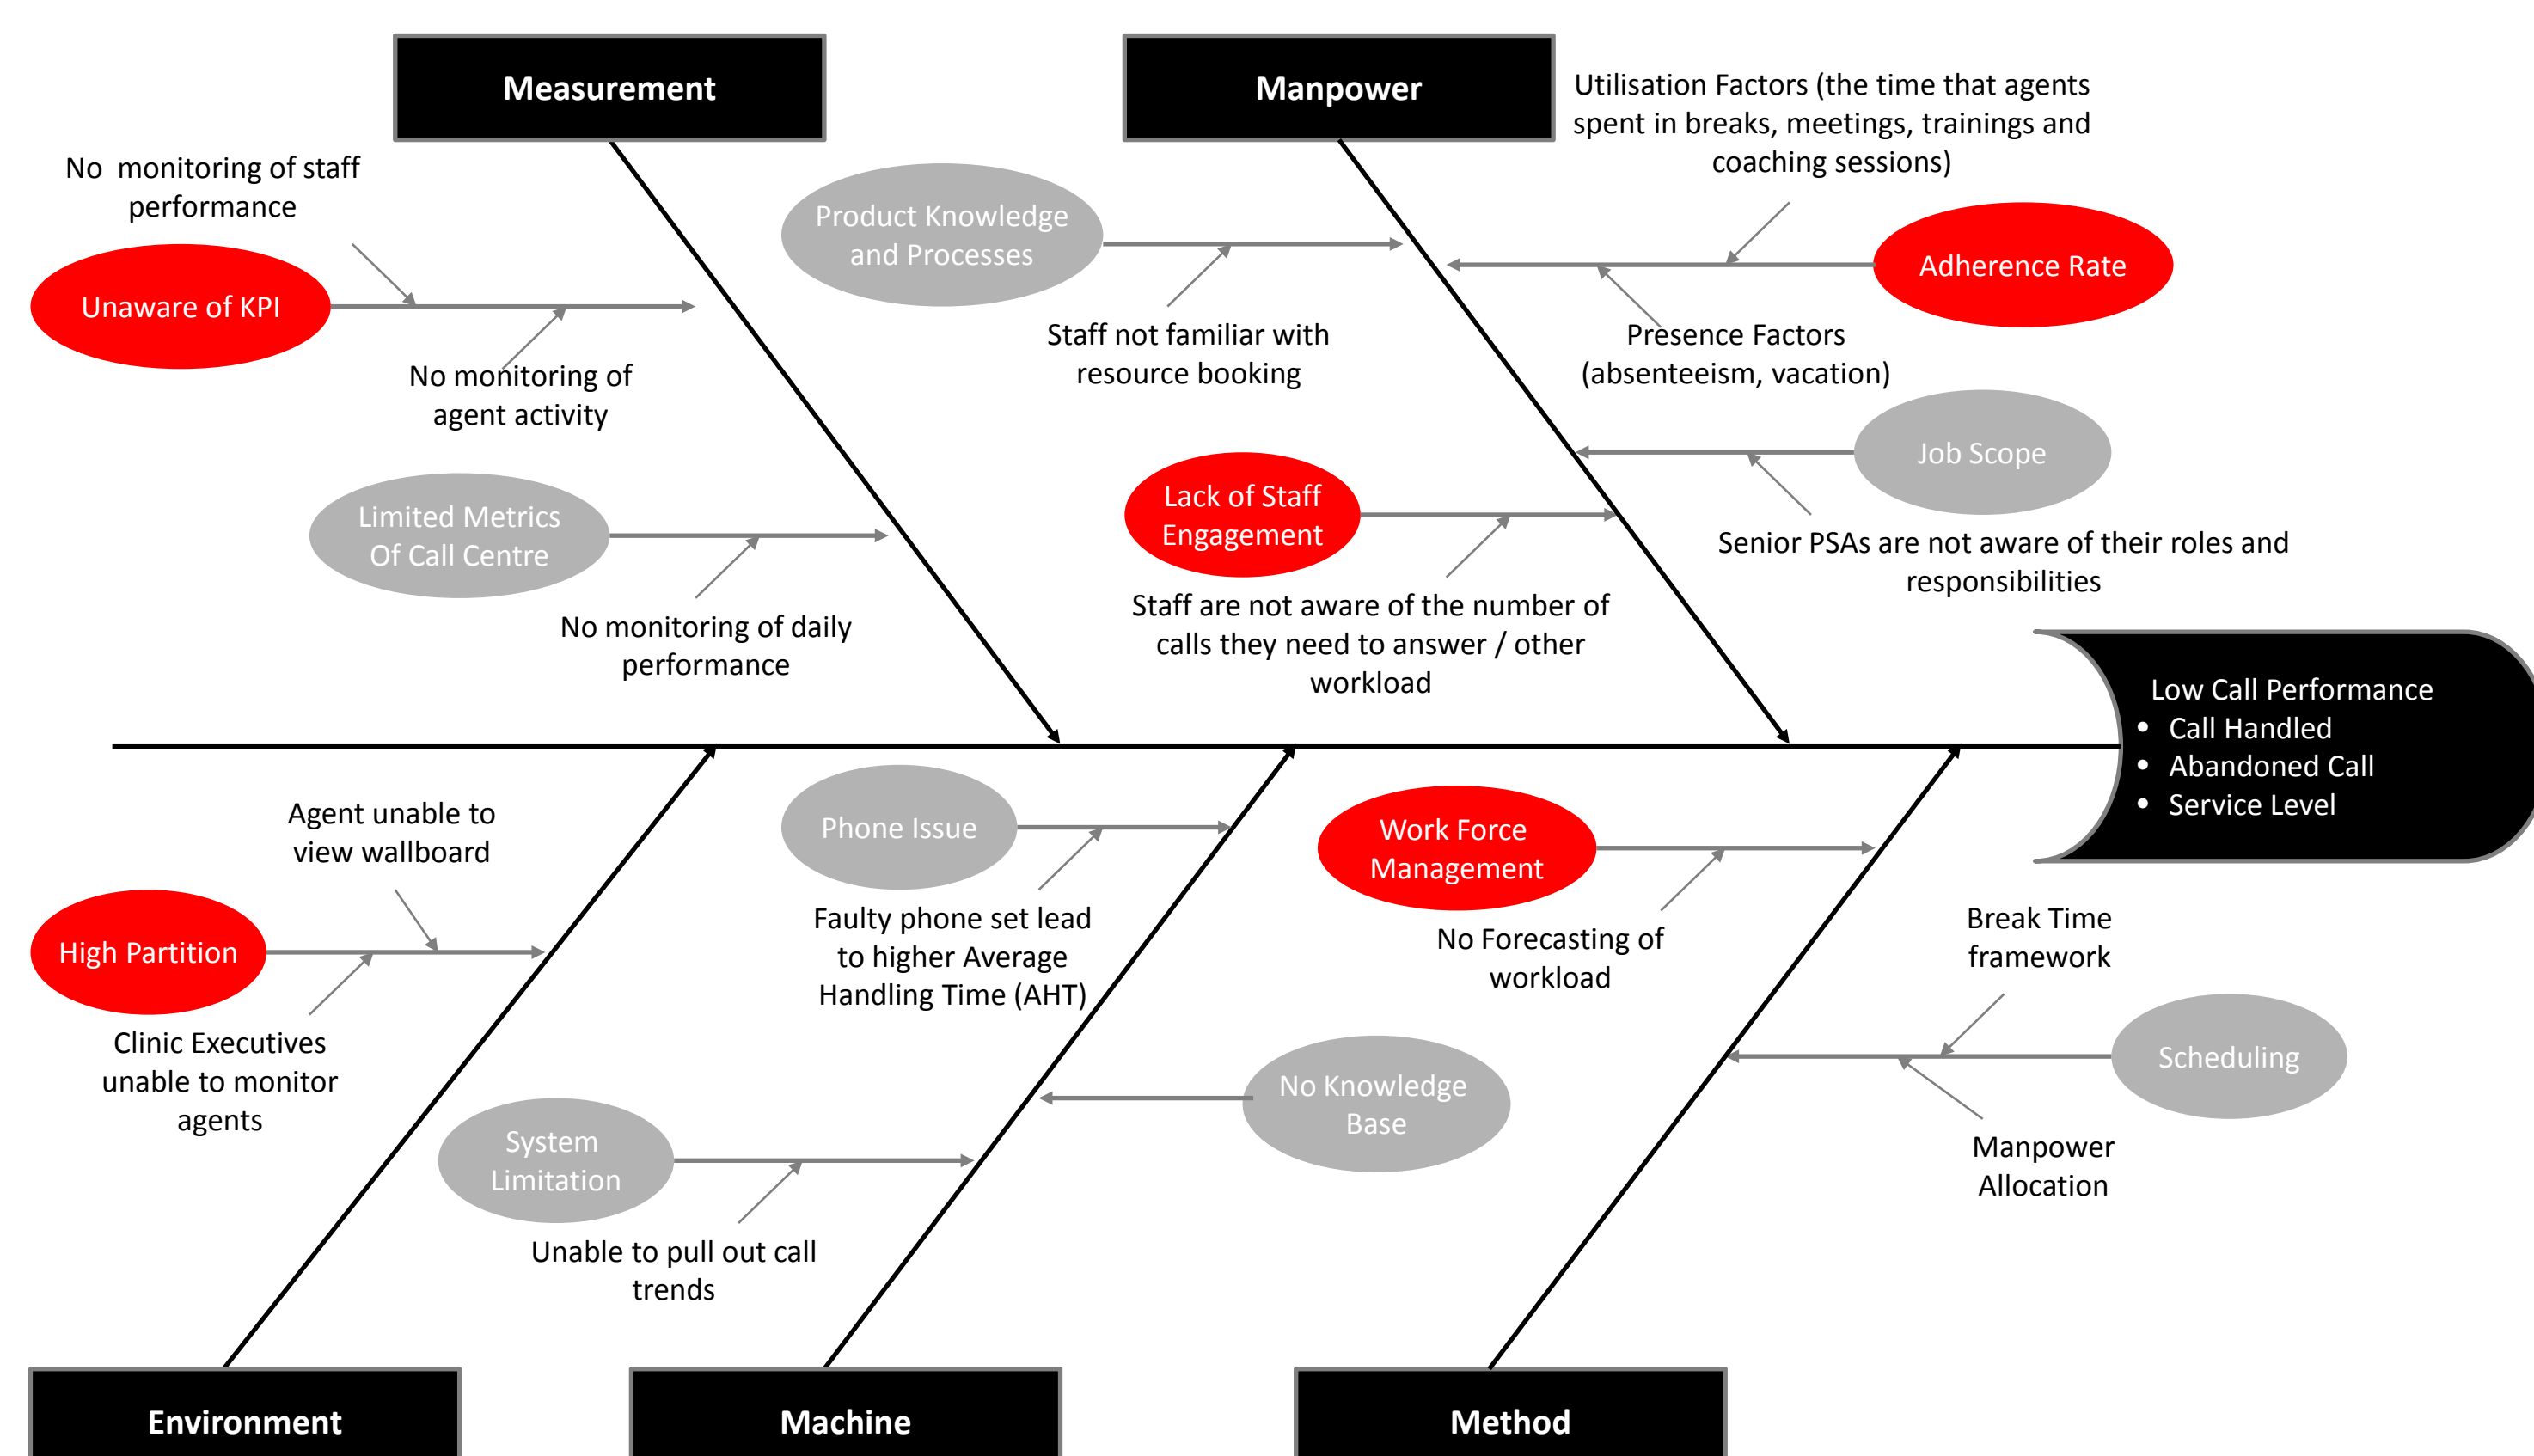 Measurement
Manpower
Utilisation Factors (the time that agents
spent in breaks, meetings, trainings and
coaching sessions)
No monitoring of staff
performance
Product Knowledge
and Processes
Adherence Rate
Unaware of KPI
Staff not familiar with
resource booking
Presence Factors
(absenteeism, vacation)
No monitoring of
agent activity
Job Scope
Limited Metrics
Of Call Centre
Lack of Staff
Engagement
Senior PSAs are not aware of their roles and
responsibilities
No monitoring of daily
performance
Staff are not aware of the number of
calls they need to answer / other
workload
Low Call Performance
• Call Handled
• Abandoned Call
• Service Level
Agent unable to
view wallboard
Phone Issue
Work Force
Management
High Partition
Faulty phone set lead
to higher Average
Handling Time (AHT)
No Forecasting of
workload
Break Time
framework
Clinic Executives
unable to monitor
agents
No Knowledge
Base
Scheduling
System
Limitation
Manpower
Allocation
Unable to pull out call
trends
Environment
Machine
Method